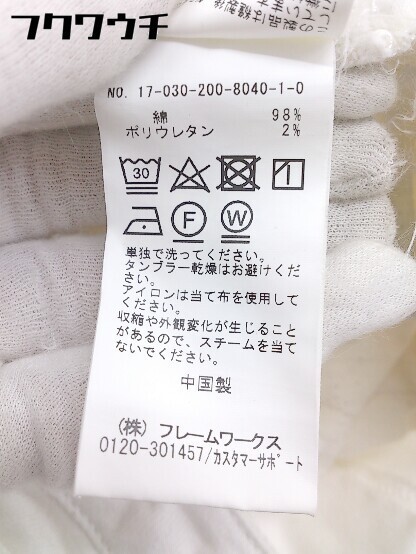 フクワウチ
NO. 17-030-200-8040-1-0
綿 98%
ポリウレタン 2%
30
F W
単独で洗ってください。
タンブラー乾燥はお避けくだ
さい。
アイロンは当て布を使用して
ください。
収縮や外観変化が生じること
があるので、スチームを当て
ないでください。
中国製
(株) フレームワークス
0120-301457/カスタマーサポート